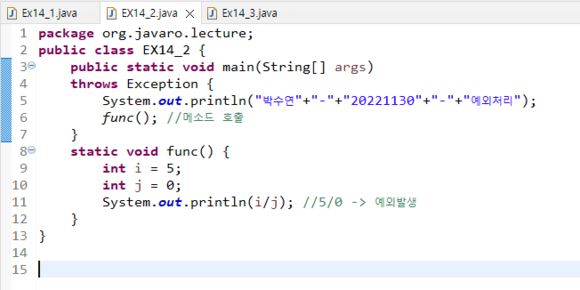 Ex14_1.java EX14_2.java Ex14_3.java
1 package org.javaro.lecture;
2 public class EX14_2 {
3 public static void main(String[] args)
4 throws Exception {
5 System.out.println("박수연"+"-"+"20221130"+"-"+"예외처리");
6 func(); //메소드 호출
7 }
8 static void func() {
9 int i = 5;
10 int j = 0;
11 System.out.println(i/j); //5/0 -> 예외발생
12 }
13 }
14
15